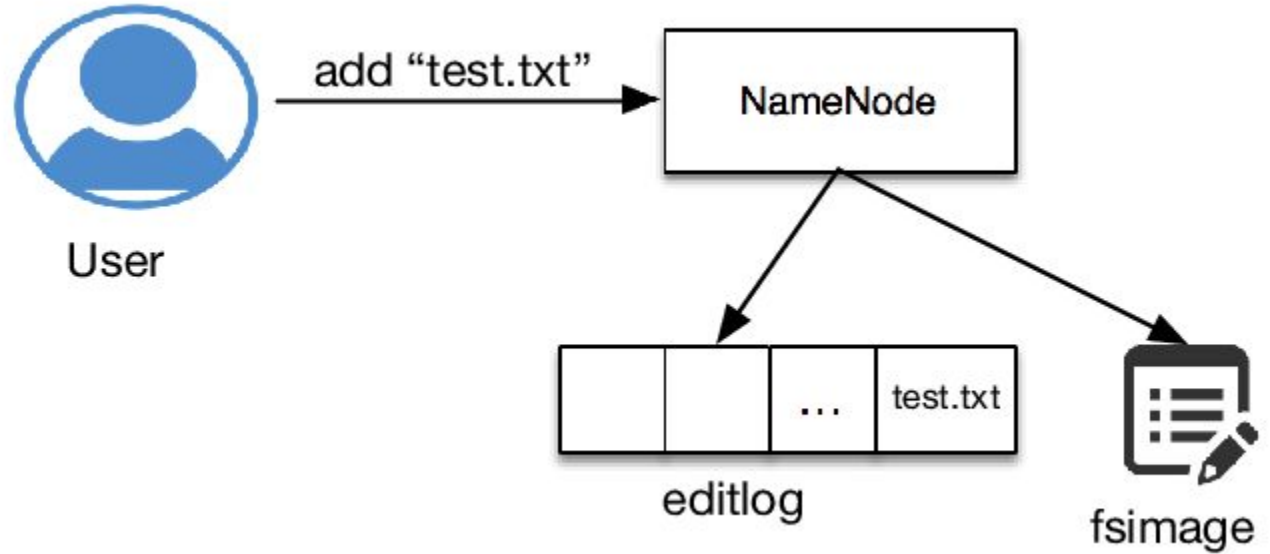 add “test.txt”
NameNode
User
... test.txt
editlog
fsimage